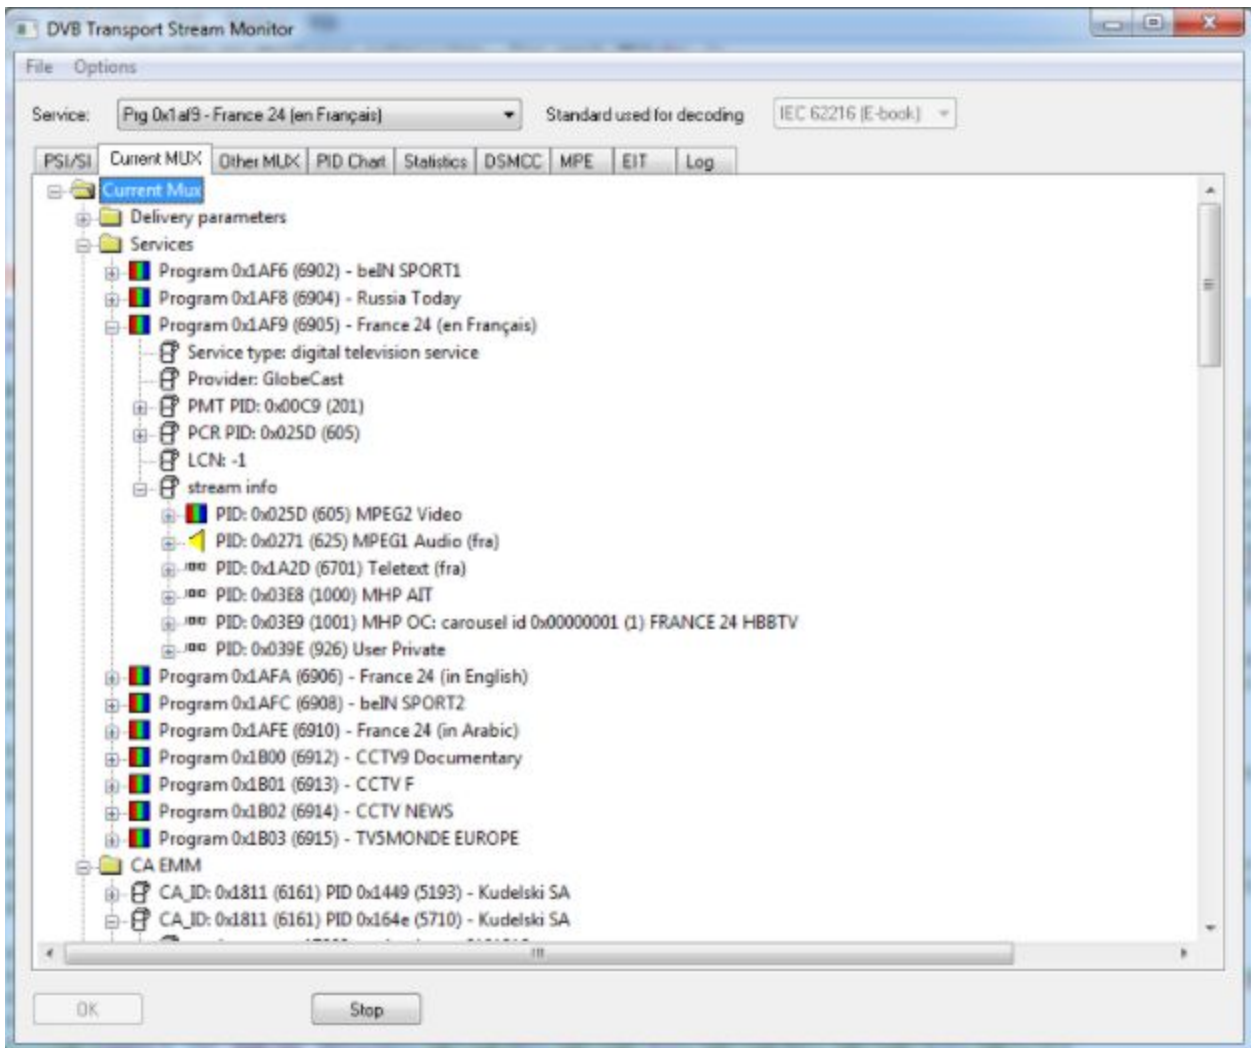 DVB Transport Stream Monitor
File Options
Service: Prg 0x1af9 - France 24 (en Français) Standard used for decoding IEC 62216 (E-book)
PSI/SI Current MUX Other MUX PID Chart Statistics DSMCC MPE EIT Log
Current Mux
Delivery parameters
Services
Program 0x1AF6 (6902) - beIN SPORT1
Program 0x1AF8 (6904) - Russia Today
Program 0x1AF9 (6905) - France 24 (en Français)
Service type: digital television service
Provider: GlobeCast
PMT PID: 0x00C9 (201)
PCR PID: 0x025D (605)
LCN: -1
stream info
PID: 0x025D (605) MPEG2 Video
PID: 0x0271 (625) MPEG1 Audio (fra)
PID: 0x1A2D (6701) Teletext (fra)
PID: 0x03E8 (1000) MHP AIT
PID: 0x03E9 (1001) MHP OC: carousel id 0x00000001 (1) FRANCE 24 HBBTV
PID: 0x039E (926) User Private
Program 0x1AFA (6906) - France 24 (in English)
Program 0x1AFC (6908) - beIN SPORT2
Program 0x1AFE (6910) - France 24 (in Arabic)
Program 0x1B00 (6912) - CCTV9 Documentary
Program 0x1B01 (6913) - CCTV F
Program 0x1B02 (6914) - CCTV NEWS
Program 0x1B03 (6915) - TV5MONDE EUROPE
CA EMM
CA_ID: 0x1811 (6161) PID 0x1449 (5193) - Kudelski SA
CA_ID: 0x1811 (6161) PID 0x164e (5710) - Kudelski SA
OK Stop